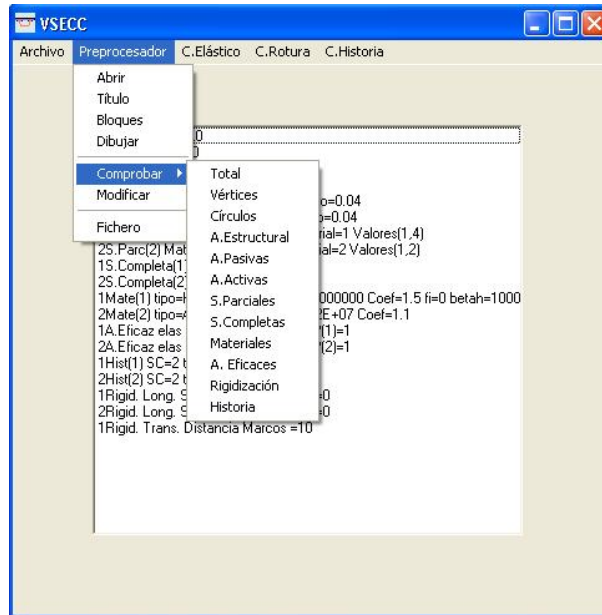 VSECC
Archivo Preprocesador C.Elástico C.Rotura C.Historia
Abrir
Título
Bloques
Dibujar
Comprobar
Modificar
Fichero
Total
Vértices
Círculos
A.Estructural
A.Pasivas
A.Activas
S.Parciales
S.Completas
Materiales
A. Eficaces
Rigidización
Historia
0
o=0.04
o=0.04
rial=1 Valores(1,4)
2S.Parc(2) Mat ial=2 Valores(1,2)
1S.Completa(1)
2S.Completa(2)
1Mate(1) tipo=H 000000 Coef=1.5 fi=0 betah=1000
2Mate(2) tipo=A 2E+07 Coef=1.1
1A.Eficaz elas (1)=1
2A.Eficaz elas (2)=1
1Hist(1) SC=2 t
2Hist(2) SC=2 t
1Rigid. Long. S =0
2Rigid. Long. S =0
1Rigid. Trans. Distancia Marcos =10